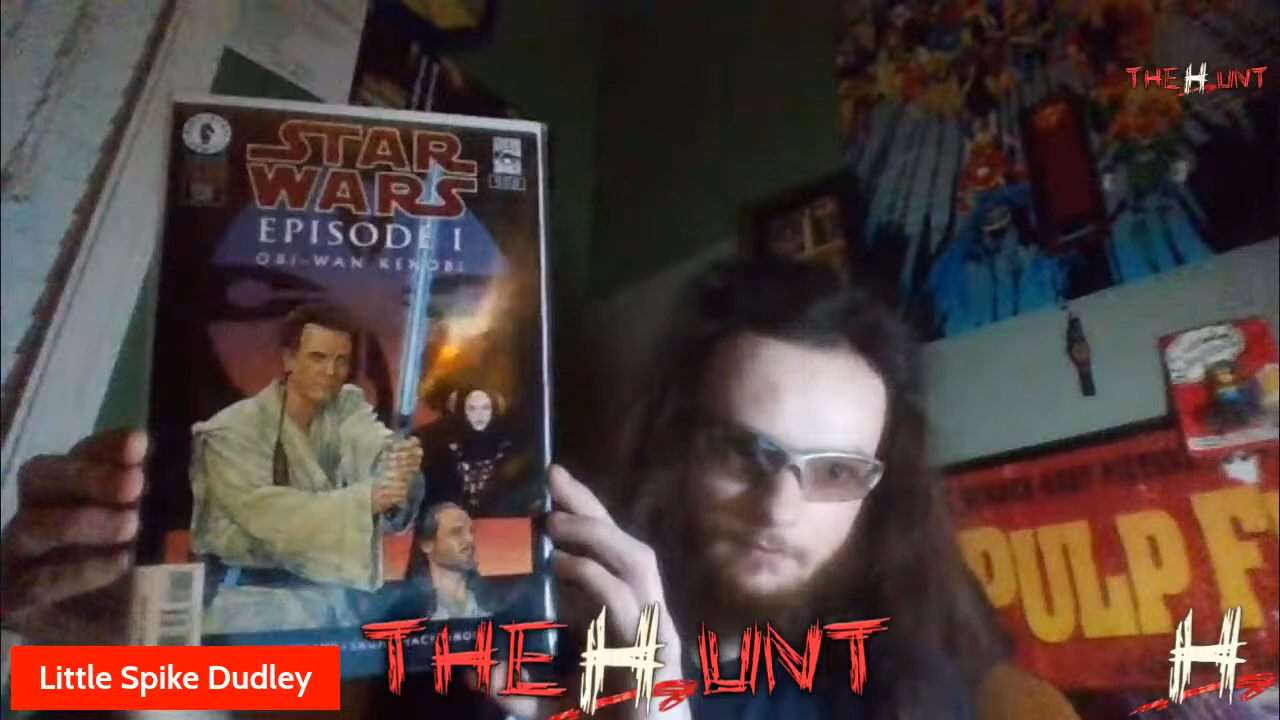 THE HUNT
STAR
WARS
EPISODE I
OBI-WAN KENOBI
PULP F
Little Spike Dudley
THE HUNT
H